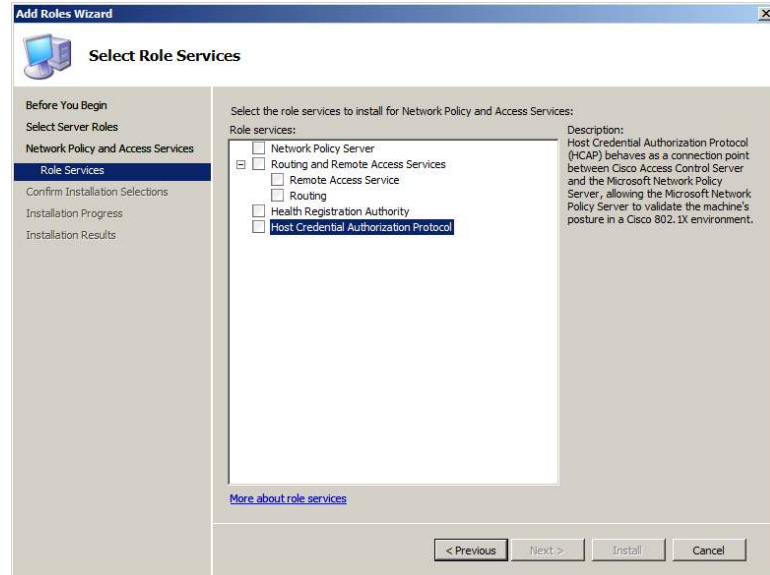 Add Roles Wizard
Select Role Services
Before You Begin
Select Server Roles
Network Policy and Access Services
Role Services
Confirm Installation Selections
Installation Progress
Installation Results
Select the role services to install for Network Policy and Access Services:
Role services:
Network Policy Server
Routing and Remote Access Services
Remote Access Service
Routing
Health Registration Authority
Host Credential Authorization Protocol
More about role services
Description:
Host Credential Authorization Protocol
(HCAP) behaves as a connection point
between Cisco Access Control Server
and the Microsoft Network Policy
Server, allowing the Microsoft Network
Policy Server to validate the machine's
posture in a Cisco 802.1X environment.
< Previous
Next >
Install
Cancel